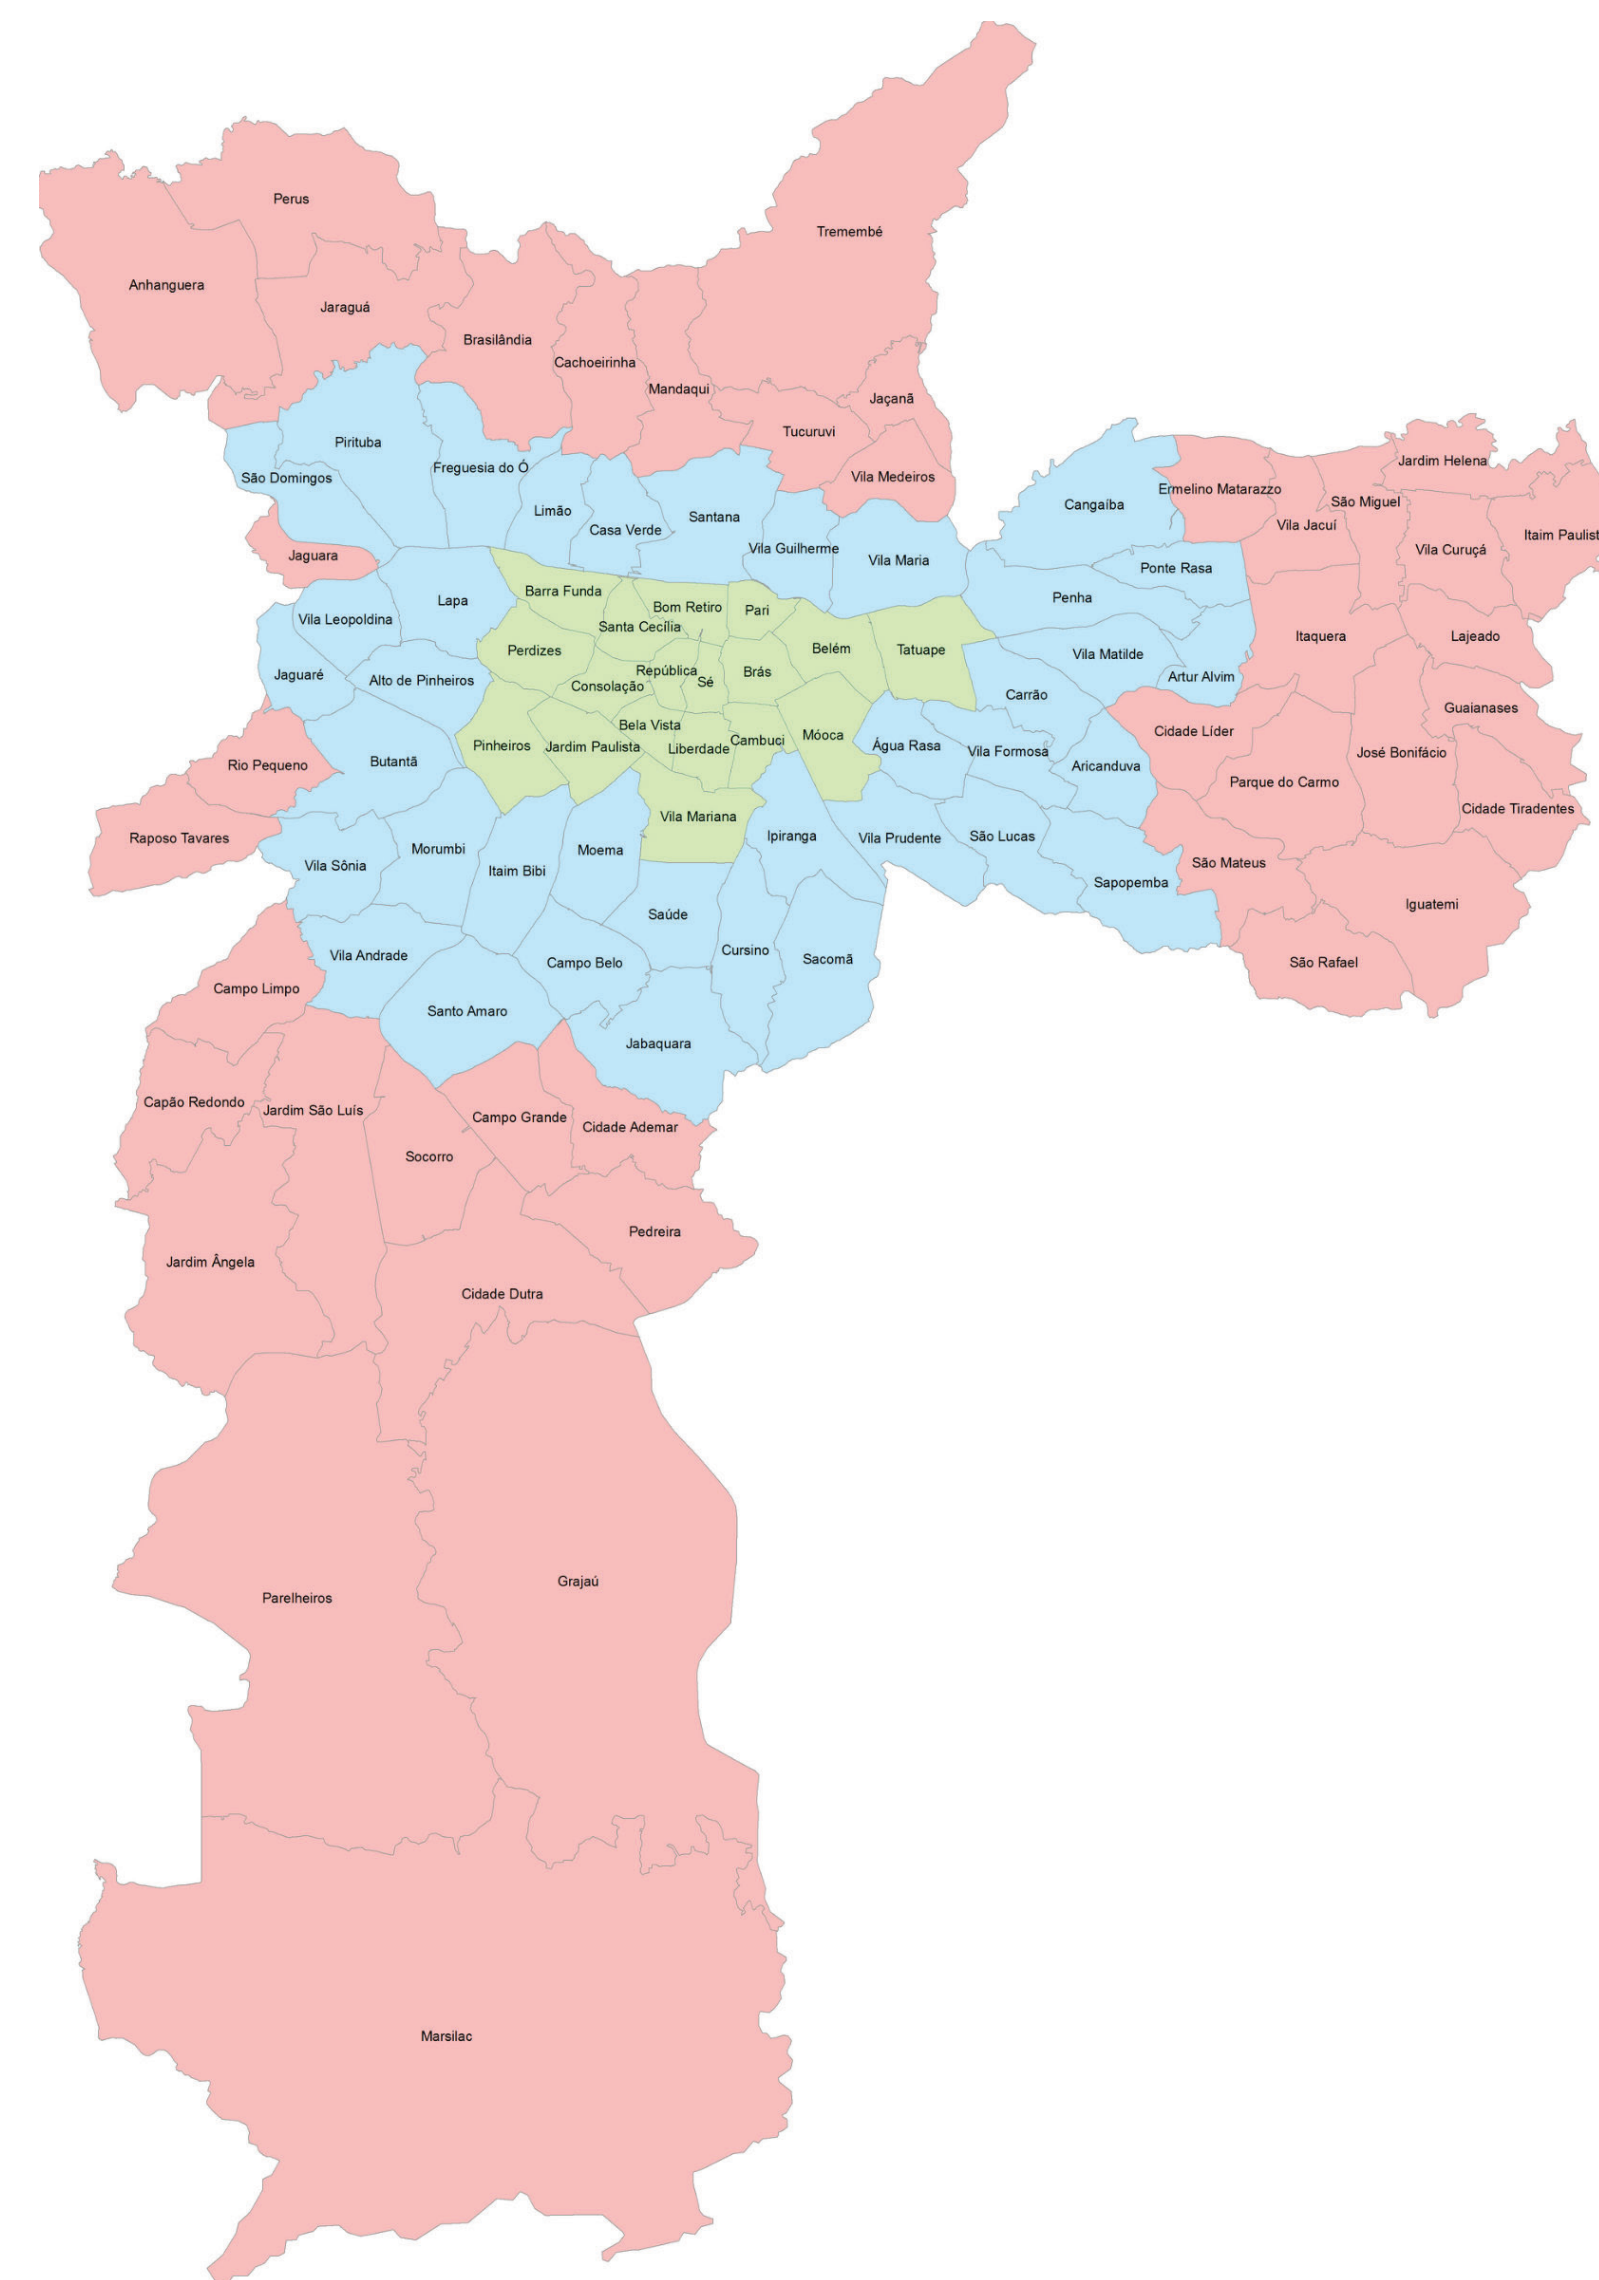 Perus
Tremembé
Anhanguera
Jaraguá
Brasilândia
Cachoeirinha
Mandaqui
Jaçanã
Tucuruvi
Pirituba
Jardim Helena
Freguesia do Ó
São Domingos
Vila Medeiros
Ermelino Matarazzo
São Miguel
Cangaiba
Limão
Santana
Casa Verde
Vila Jacuí
Itaim Paulist
Vila Guilherme
Vila Curuçá
Jaguara
Vila Maria
Ponte Rasa
Barra Funda
Penha
Lapa
Bom Retiro
Pari
Vila Leopoldina
Santa Cecília
Itaquera
Lajeado
Perdizes
Belém
Tatuape
Vila Matilde
República
Brás
Jaguaré
Artur Alvim
Alto de Pinheiros
Consolação
Sé
Carrão
Guaianases
Bela Vista
Cidade Líder
Móoca
Cambuci
Pinheiros
Jardim Paulista
Liberdade
Água Rasa
Vila Formosa
José Bonifácio
Butantã
Rio Pequeno
Aricanduva
Parque do Carmo
Cidade Tiradentes
Vila Mariana
Raposo Tavares
Ipiranga
Vila Prudente
São Lucas
Morumbi
Moema
Vila Sônia
São Mateus
Itaim Bibi
Sapopemba
Iguatemi
Saúde
Cursino
Vila Andrade
Sacomã
Campo Belo
São Rafael
Campo Limpo
Santo Amaro
Jabaquara
Capão Redondo
Jardim São Luís
Campo Grande
Cidade Ademar
Socorro
Pedreira
Jardim Ângela
Cidade Dutra
Grajaú
Parelheiros
Marsilac